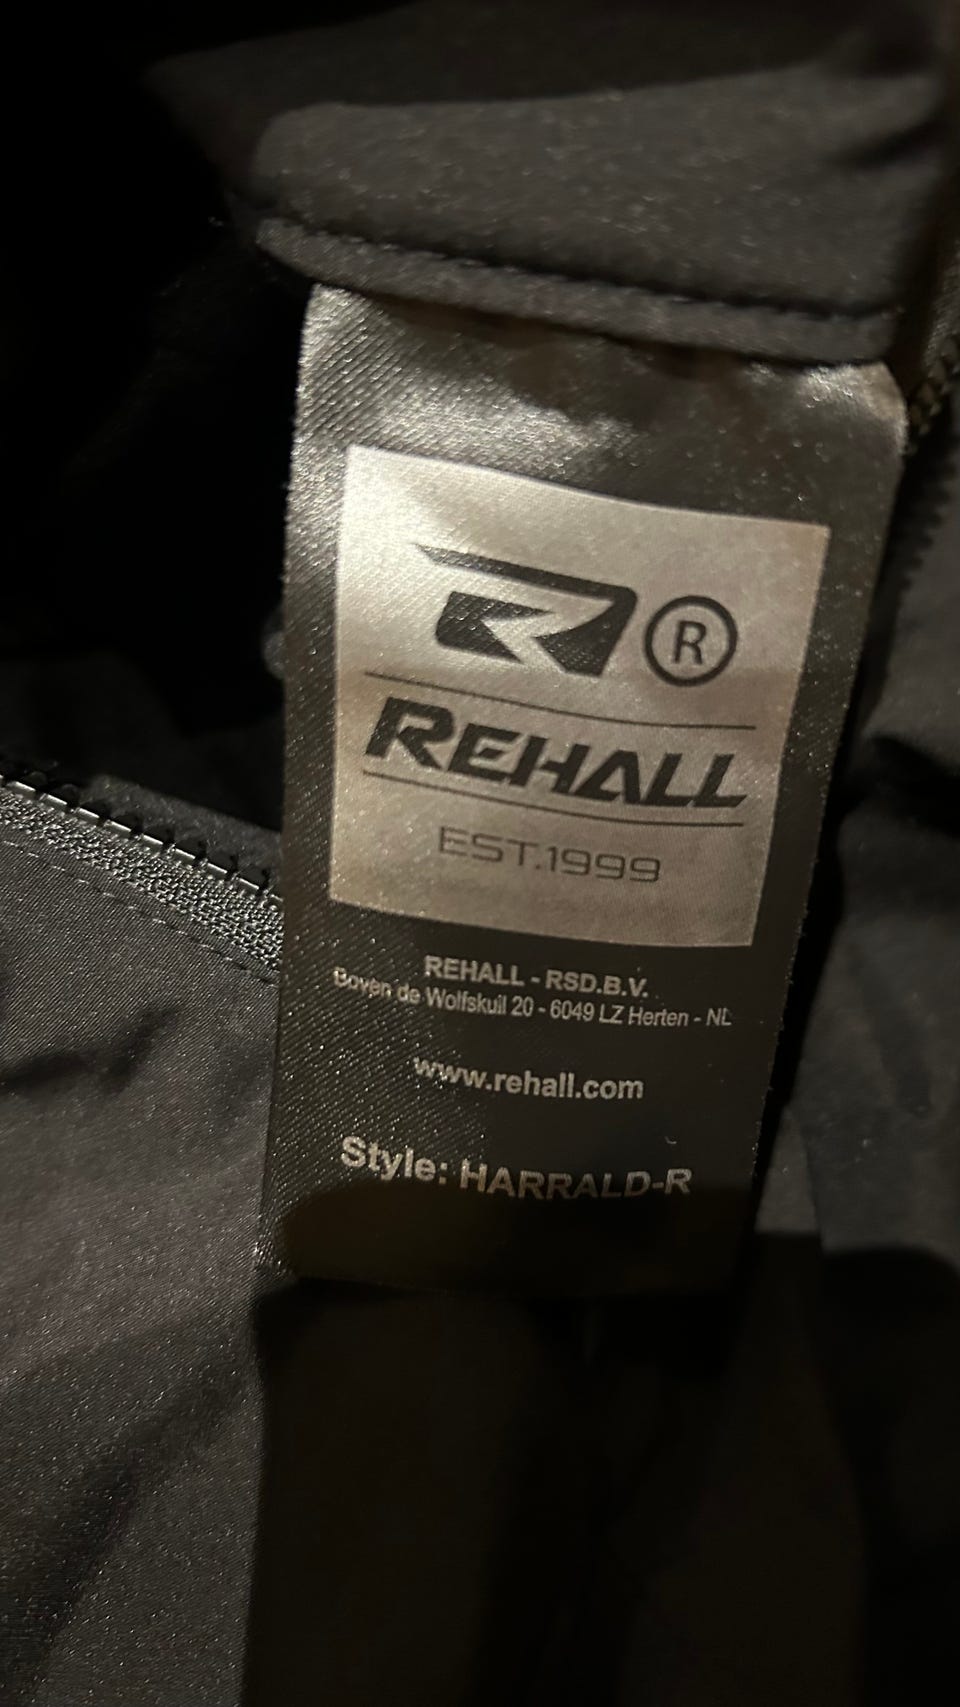 R ®
REHALL
EST.1999
REHALL - RSD.B.V.
Boven de Wolfskuil 20 - 6049 LZ Herten - NL
www.rehall.com
Style: HARRALD-R